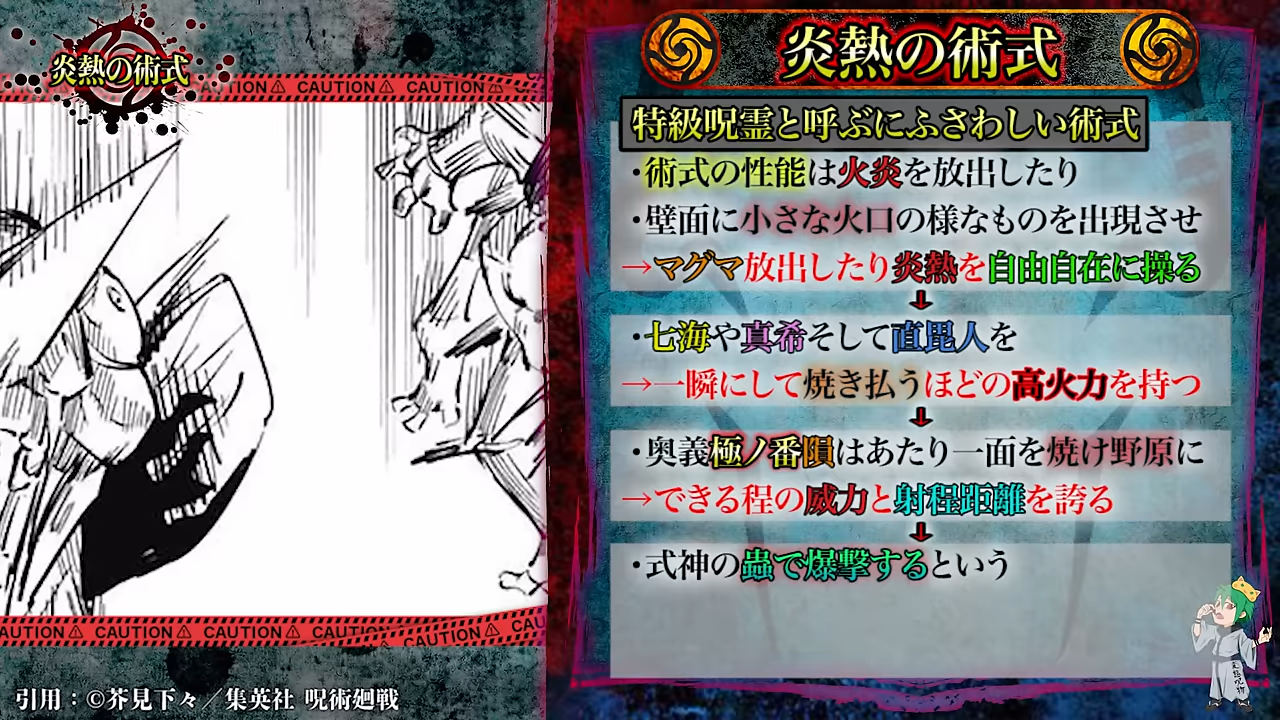 炎熱の術式
CAUTION⚠ CAUTION⚠ CAUTION⚠
炎熱の術式
特級呪霊と呼ぶにふさわしい術式
・術式の性能は火炎を放出したり
・壁面に小さな火口の様なものを出現させ
→マグマ放出したり炎熱を自由自在に操る
↓
・七海や真希そして直毘人を
→一瞬にして焼き払うほどの高火力を持つ
↓
・奥義極ノ番隕はあたり一面を焼け野原に
→できる程の威力と射程距離を誇る
↓
・式神の蟲で爆撃するという
CAUTION⚠ CAUTION⚠ CAUTION⚠ CAUTION⚠ CAUTION⚠ CAU
引用：©芥見下々／集英社 呪術廻戦